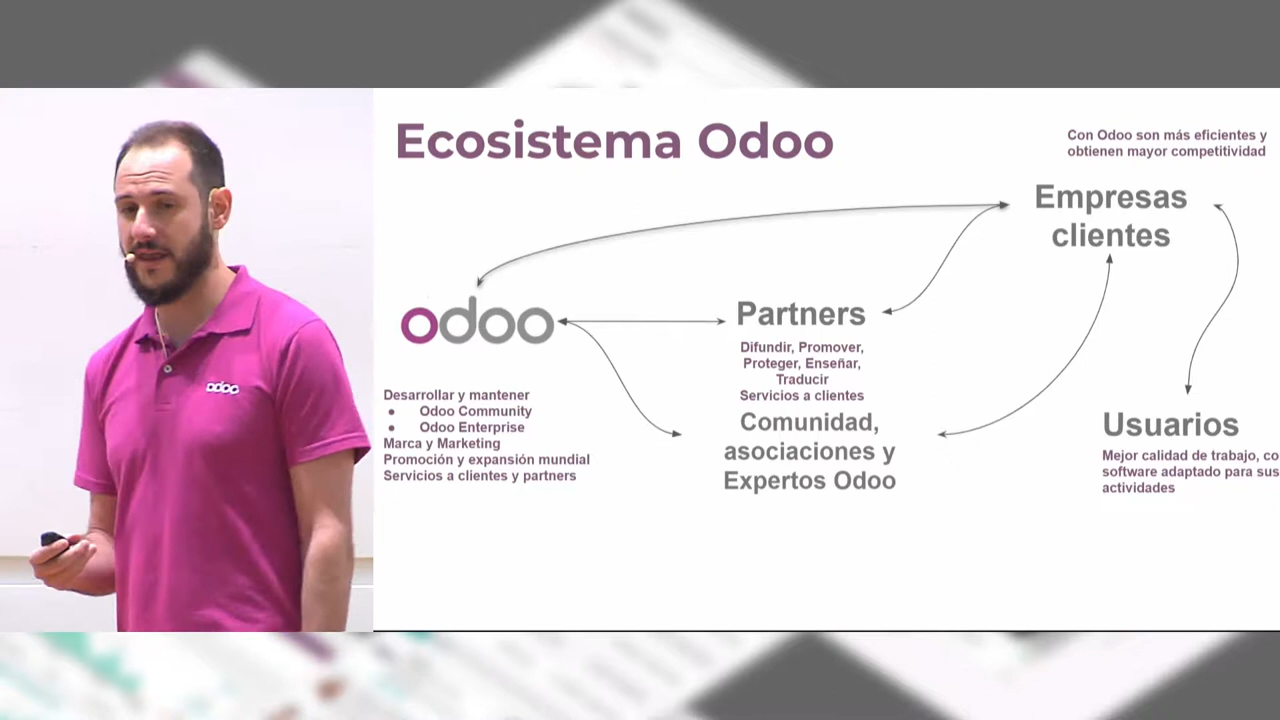 Ecosistema Odoo
Con Odoo son más eficientes y
obtienen mayor competitividad
Empresas
clientes
odoo
Partners
Difundir, Promover,
Proteger, Enseñar,
Traducir
Servicios a clientes
Desarrollar y mantener
● Odoo Community
● Odoo Enterprise
Marca y Marketing
Promoción y expansión mundial
Servicios a clientes y partners
Comunidad,
asociaciones y
Expertos Odoo
Usuarios
Mejor calidad de trabajo, co
software adaptado para sus
actividades
odoo